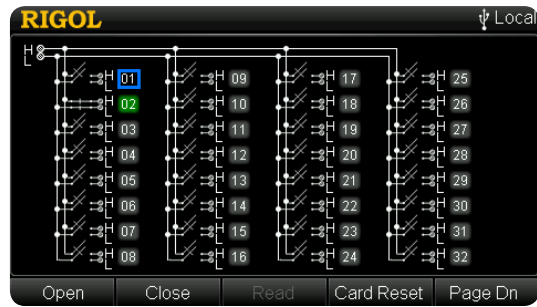 RIGOL Local
H
L
H 01 H 09 H 17 H 25
L L L L
H 02 H 10 H 18 H 26
L L L L
H 03 H 11 H 19 H 27
L L L L
H 04 H 12 H 20 H 28
L L L L
H 05 H 13 H 21 H 29
L L L L
H 06 H 14 H 22 H 30
L L L L
H 07 H 15 H 23 H 31
L L L L
H 08 H 16 H 24 H 32
L L L L
Open Close Read Card Reset Page Dn